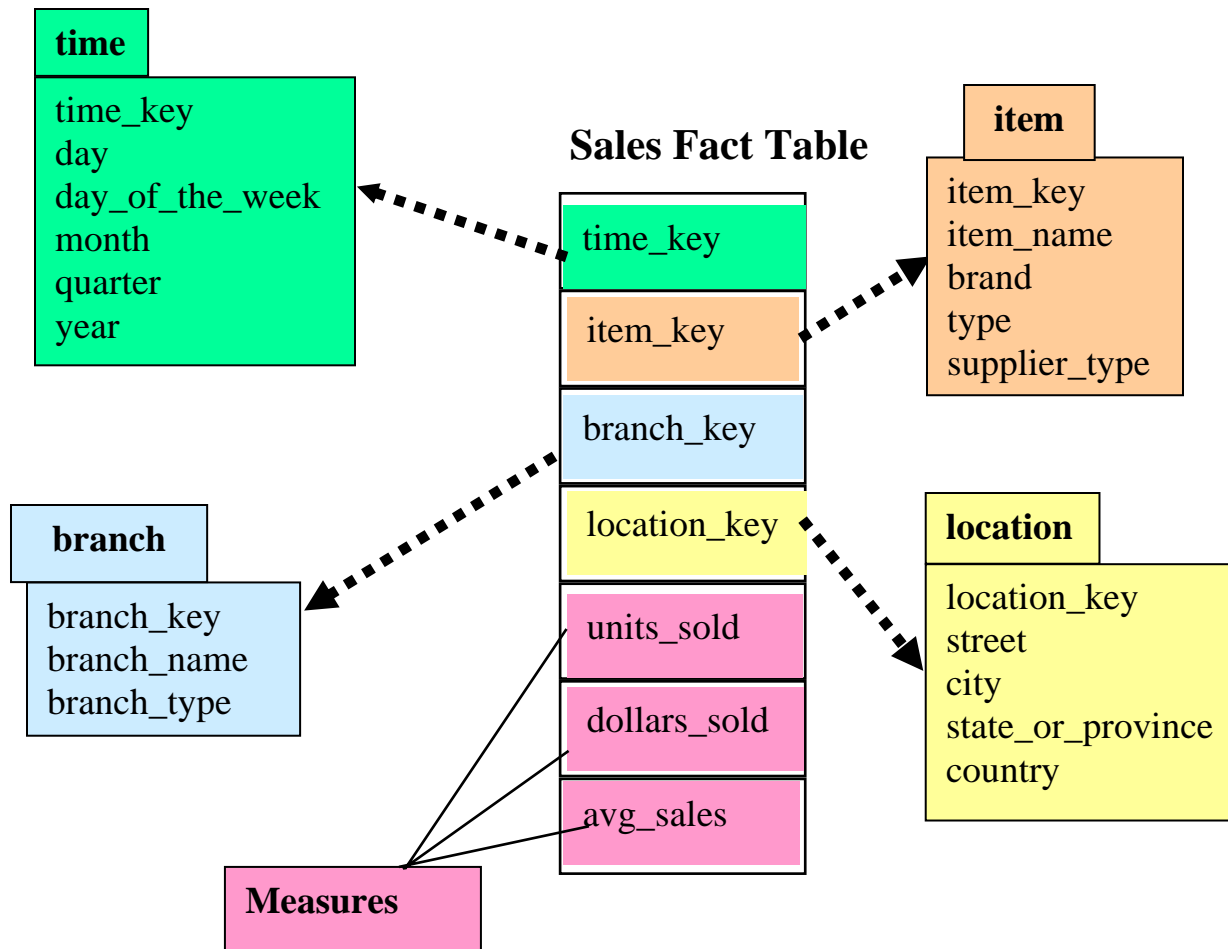 time
time_key
day
day_of_the_week
month
quarter
year
Sales Fact Table
time_key
item_key
branch_key
location_key
units_sold
dollars_sold
avg_sales
item
item_key
item_name
brand
type
supplier_type
branch
branch_key
branch_name
branch_type
location
location_key
street
city
state_or_province
country
Measures